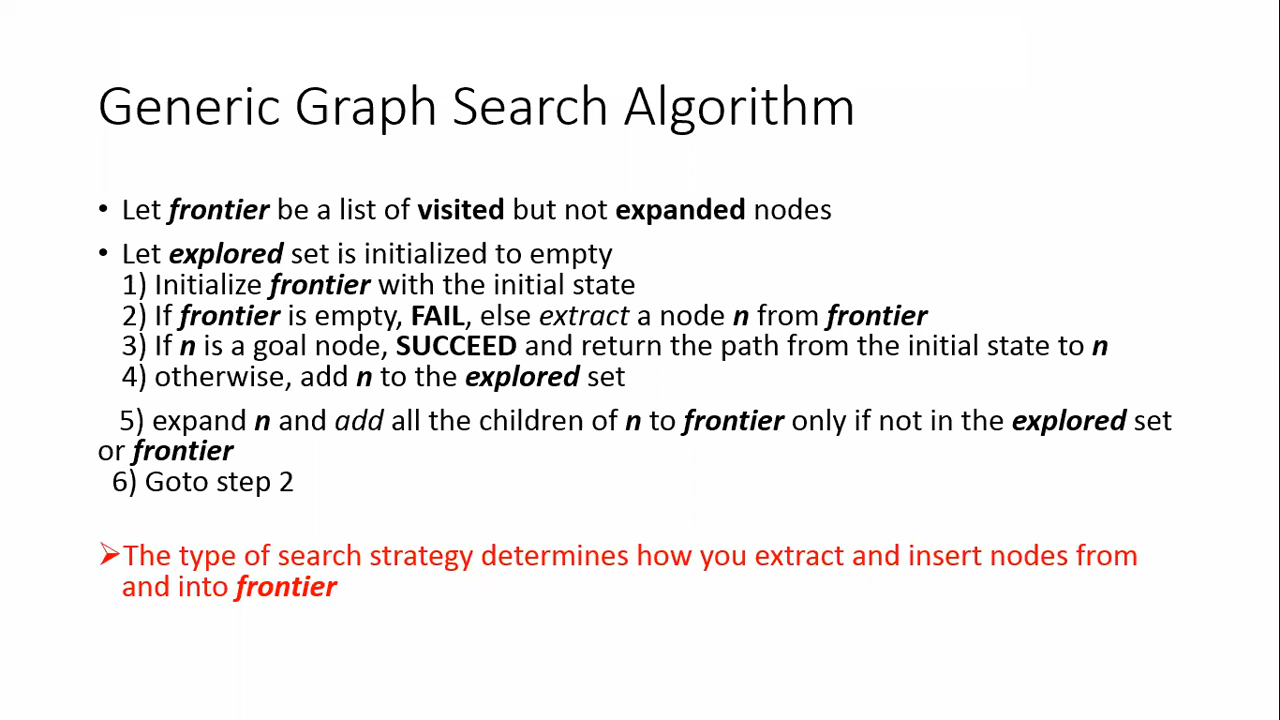 Generic Graph Search Algorithm
• Let frontier be a list of visited but not expanded nodes
• Let explored set is initialized to empty
1) Initialize frontier with the initial state
2) If frontier is empty, FAIL, else extract a node n from frontier
3) If n is a goal node, SUCCEED and return the path from the initial state to n
4) otherwise, add n to the explored set
5) expand n and add all the children of n to frontier only if not in the explored set
or frontier
6) Goto step 2
➢The type of search strategy determines how you extract and insert nodes from
and into frontier